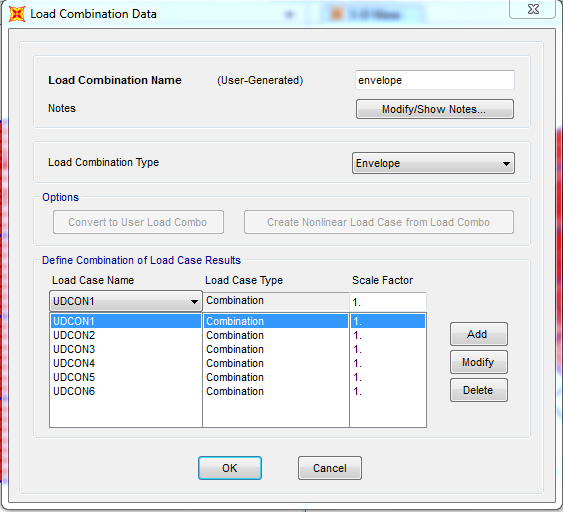 Load Combination Data
Load Combination Name (User-Generated) envelope
Notes Modify/Show Notes...
Load Combination Type Envelope
Options
Convert to User Load Combo Create Nonlinear Load Case from Load Combo
Define Combination of Load Case Results
Load Case Name Load Case Type Scale Factor
UDCON1 Combination 1.
UDCON1 Combination 1.
UDCON2 Combination 1.
UDCON3 Combination 1.
UDCON4 Combination 1.
UDCON5 Combination 1.
UDCON6 Combination 1.
Add
Modify
Delete
OK Cancel